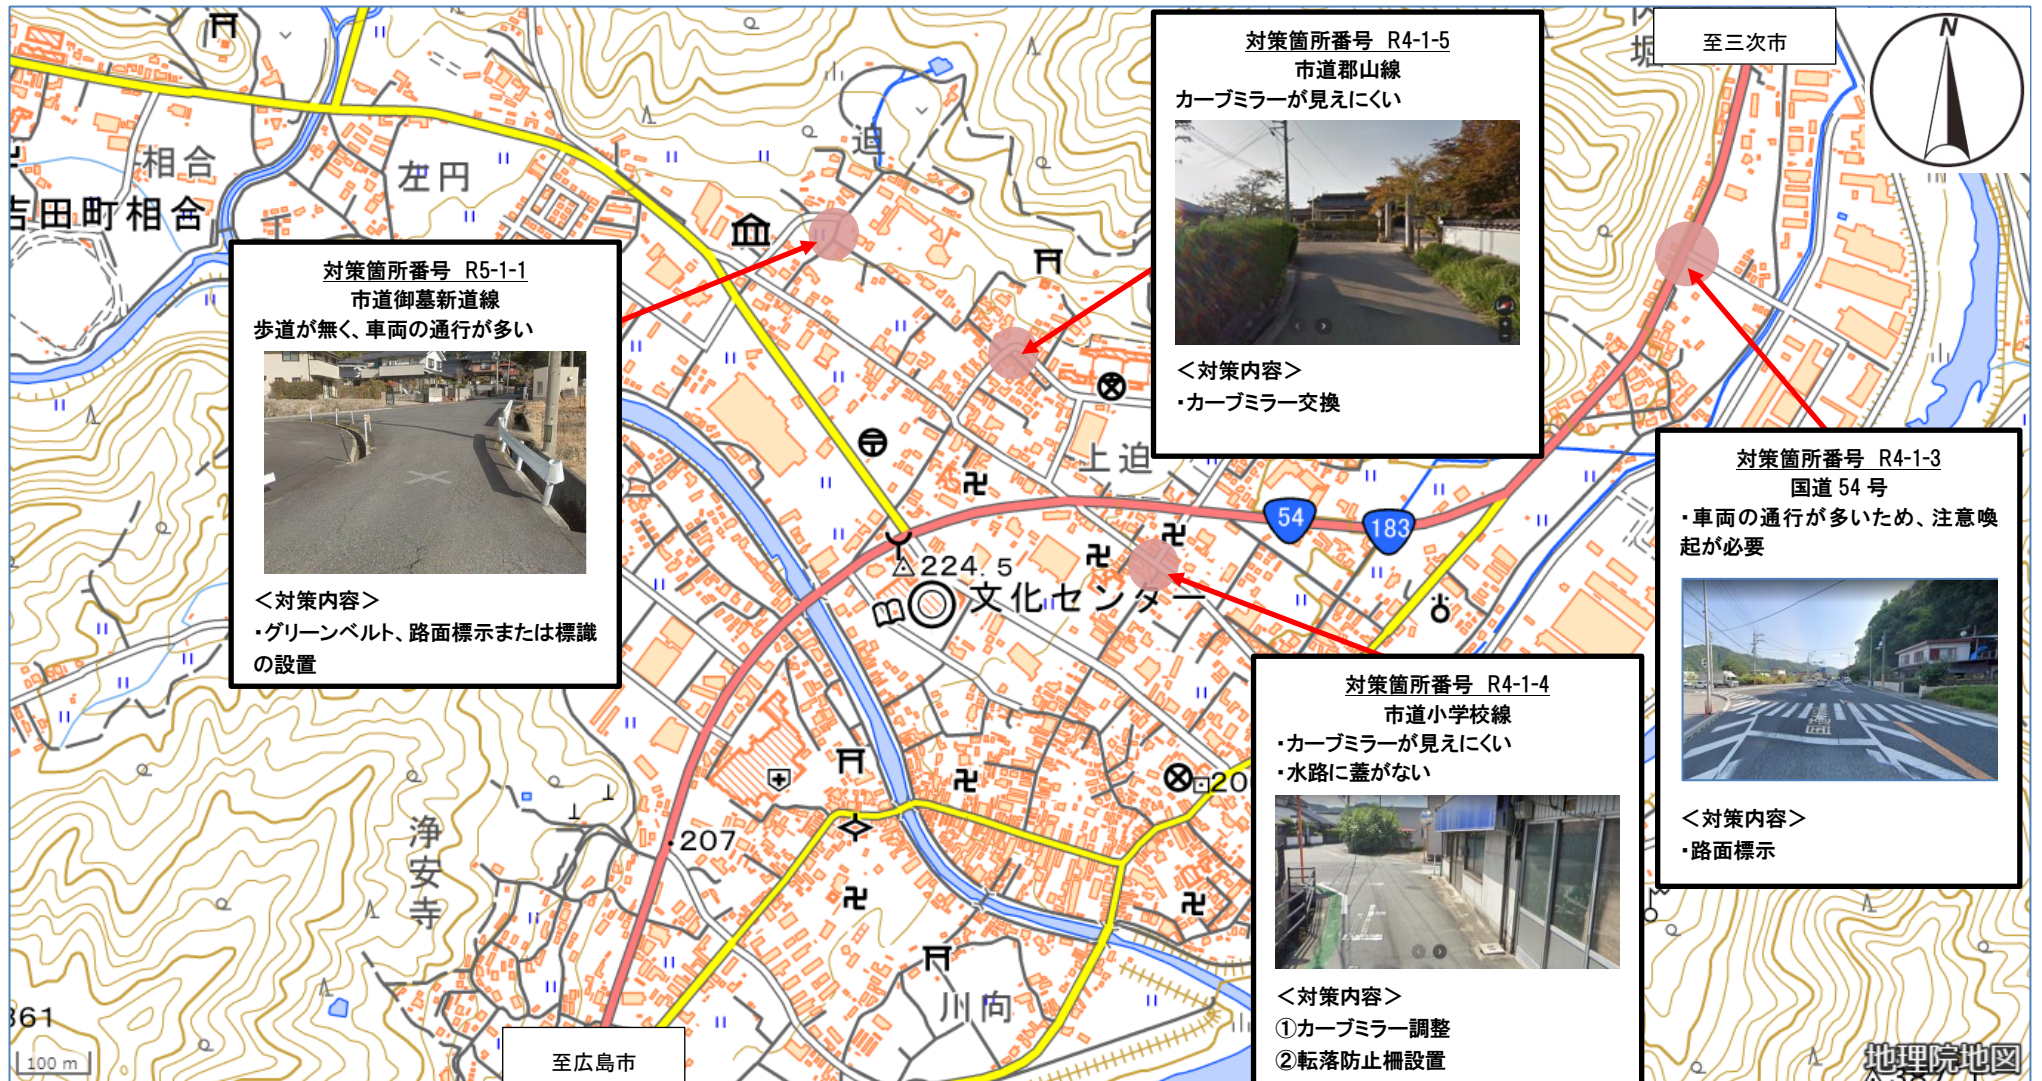 至三次市
N
堀
対策箇所番号 R4-1-5
市道郡山線
カーブミラーが見えにくい
＜対策内容＞
・カーブミラー交換
迫
相合
左円
吉田町相合
対策箇所番号 R5-1-1
市道御墓新道線
歩道が無く、車両の通行が多い
＜対策内容＞
・グリーンベルト、路面標示または標識
の設置
上迫
54
183
224.5
文化センター
対策箇所番号 R4-1-3
国道 54 号
・車両の通行が多いため、注意喚
起が必要
＜対策内容＞
・路面標示
対策箇所番号 R4-1-4
市道小学校線
・カーブミラーが見えにくい
・水路に蓋がない
＜対策内容＞
①カーブミラー調整
②転落防止柵設置
207
浄安寺
川向
361
100 m
至広島市
地理院地図